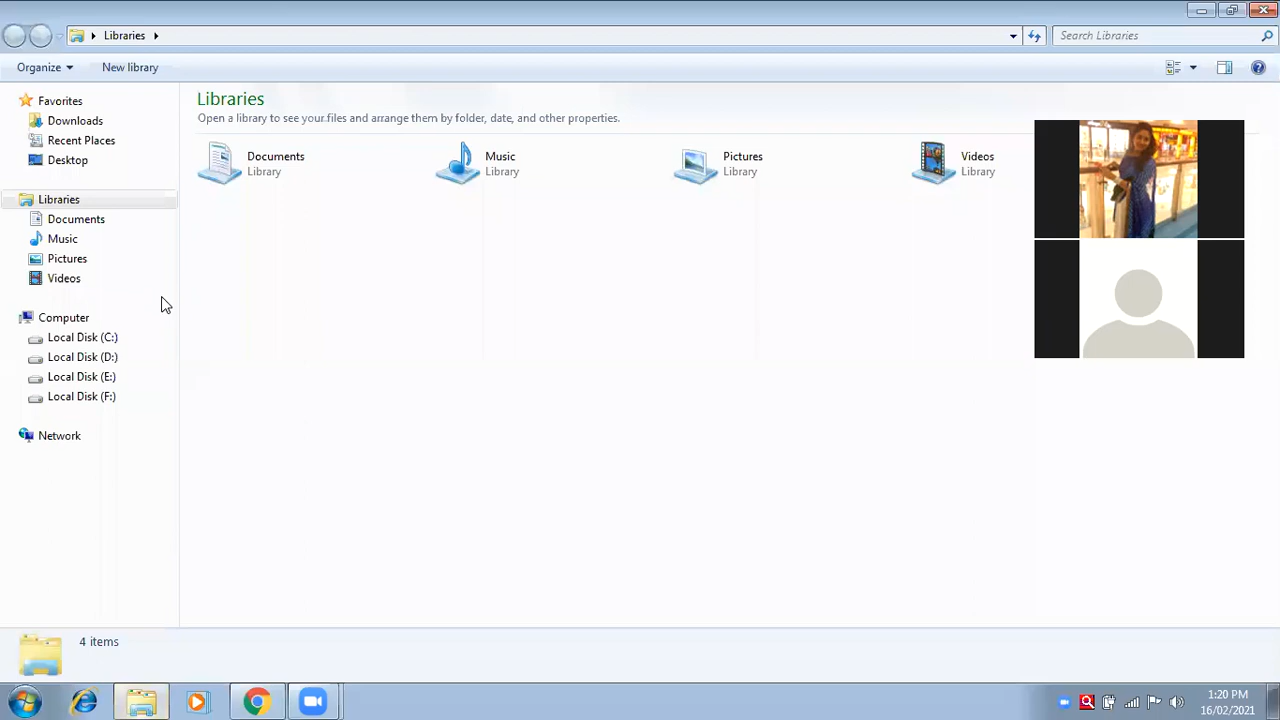 Libraries
Search Libraries
Organize
New library
Favorites
Downloads
Recent Places
Desktop
Libraries
Documents
Music
Pictures
Videos
Computer
Local Disk (C:)
Local Disk (D:)
Local Disk (E:)
Local Disk (F:)
Network
Libraries
Open a library to see your files and arrange them by folder, date, and other properties.
Documents
Library
Music
Library
Pictures
Library
Videos
Library
4 items
1:20 PM
16/02/2021